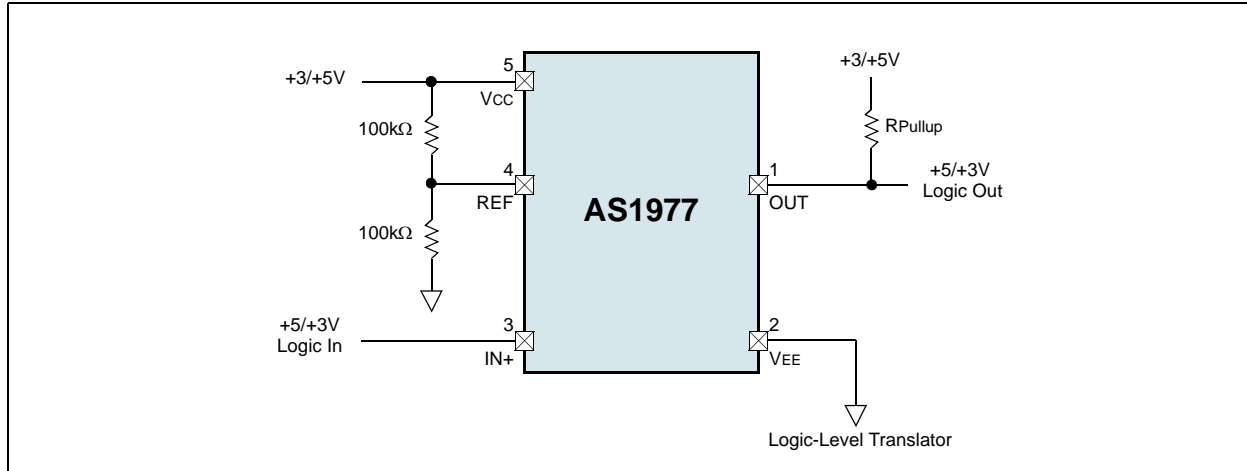 +3/+5V
5
VCC
100kΩ
4
REF
100kΩ
+5/+3V
Logic In
3
IN+
AS1977
+3/+5V
RPullup
1
OUT
+5/+3V
Logic Out
2
VEE
Logic-Level Translator